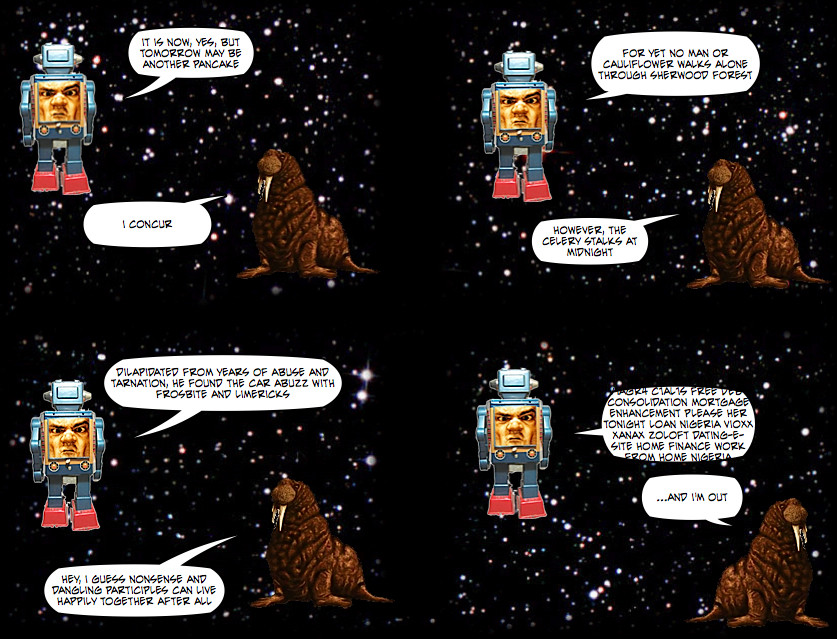 IT IS NOW, YES, BUT
TOMORROW MAY BE
ANOTHER PANCAKE
I CONCUR
FOR YET NO MAN OR
CAULIFLOWER WALKS ALONE
THROUGH SHERWOOD FOREST
HOWEVER, THE
CELERY STALKS AT
MIDNIGHT
DILAPIDATED FROM YEARS OF ABUSE AND
TARNATION, HE FOUND THE CAR ABUZZ WITH
FROSTBITE AND LIMERICKS
HEY, I GUESS NONSENSE AND
DANGLING PARTICIPLES CAN LIVE
HAPPILY TOGETHER AFTER ALL
C1AL1S FREE
CONSOLIDATION MORTGAGE
ENHANCEMENT PLEASE HER
TONIGHT LOAN NIGERIA VIOXX
XANAX ZOLOFT DATING-E-
SITE HOME FINANCE WORK
FROM HOME NIGERIA
...AND I'M OUT